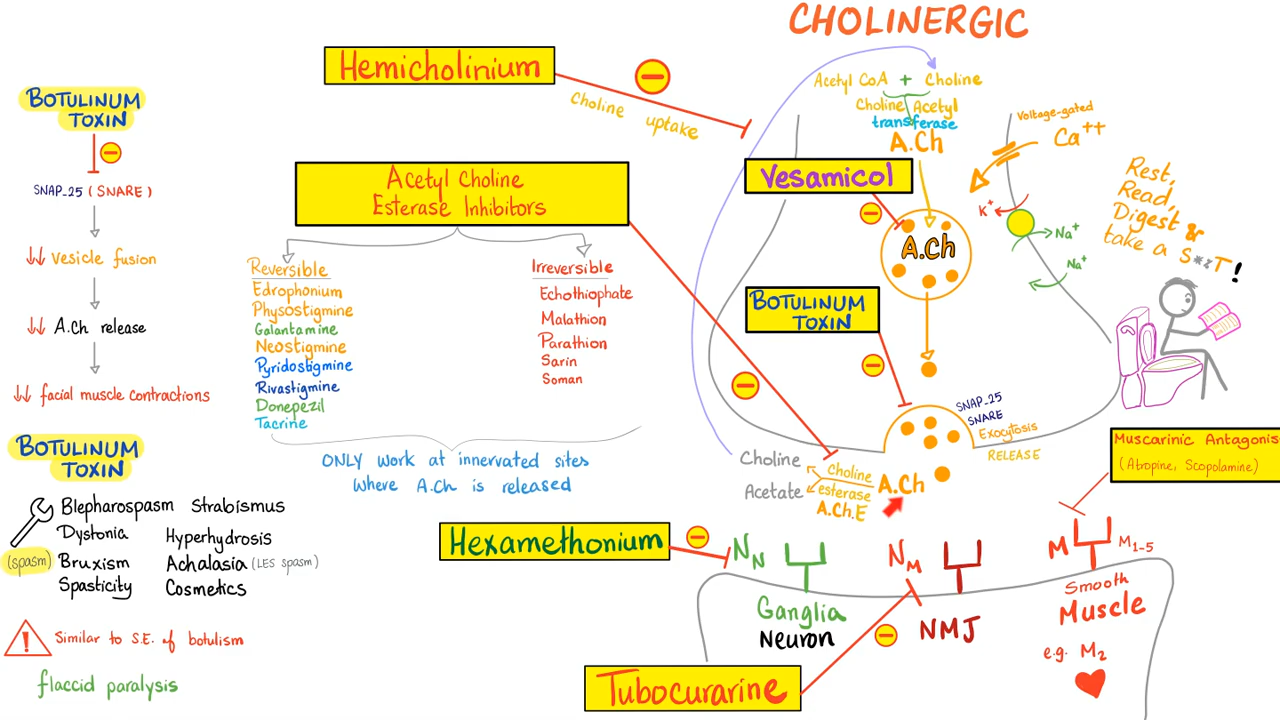 CHOLINERGIC
BOTULINUM
TOXIN
SNAP_25 (SNARE)
vesicle fusion
A.Ch release
facial muscle contractions
BOTULINUM
TOXIN
Blepharospasm Strabismus
Dystonia Hyperhydrosis
(spasm) Bruxism Achalasia (LES spasm)
Spasticity Cosmetics
Similar to S.E. of botulism
flaccid paralysis
Hemicholinium
Choline uptake
Acetyl Choline
Esterase Inhibitors
Reversible
Edrophonium
Physostigmine
Galantamine
Neostigmine
Pyridostigmine
Rivastigmine
Donepezil
Tacrine
Irreversible
Echothiophate
Malathion
Parathion
Sarin
Soman
ONLY work at innervated sites
where A.Ch is released
Acetyl CoA + Choline
Choline Acetyl
transferase
A.Ch
Vesamicol
A.Ch
BOTULINUM
TOXIN
Voltage-gated
Ca++
K+
Na+
Na+
Rest,
Read,
Digest &
take a S**T!
SNAP_25
SNARE
Exocytosis
RELEASE
Choline
Acetate
Choline
esterase
A.Ch.E
A.Ch
Muscarinic Antagonis
(Atropine, Scopolamine)
Hexamethonium
NN
Ganglia
Neuron
NM
NMJ
M
M1-5
Smooth
Muscle
e.g. M2
Tubocurarine